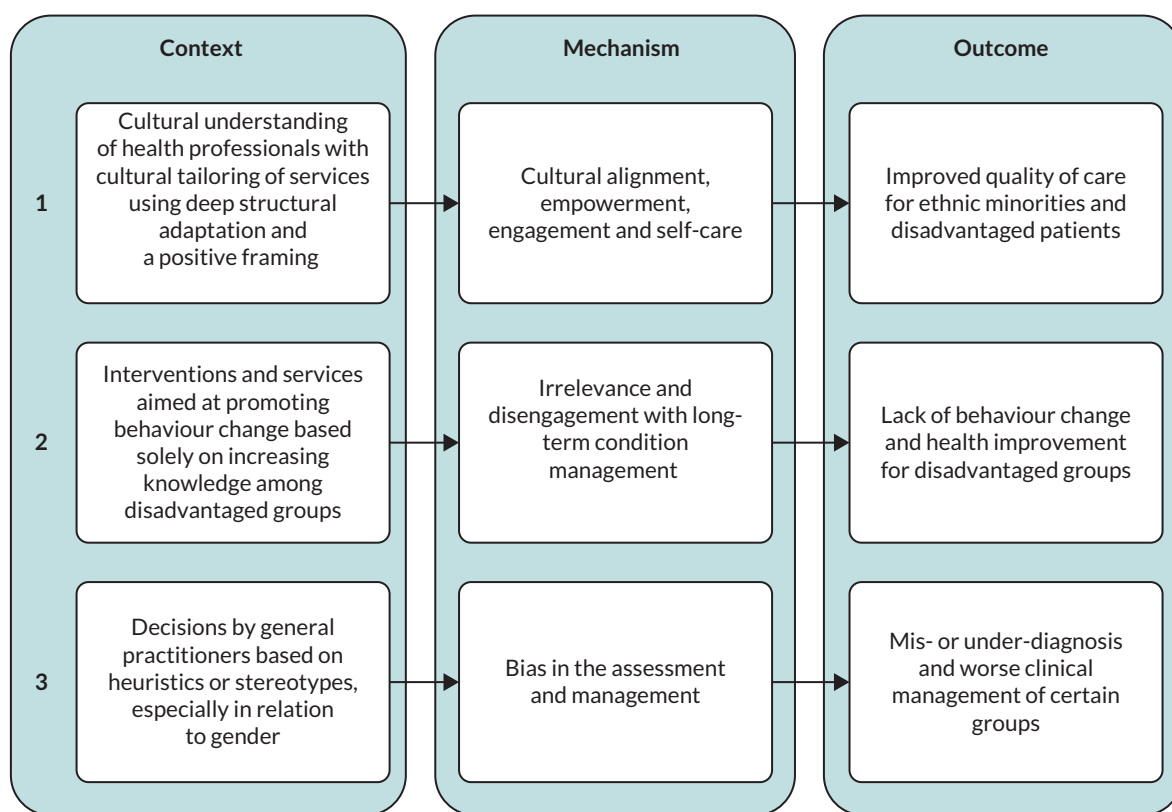 Context
Mechanism
Outcome
1
Cultural understanding
of health professionals with
cultural tailoring of services
using deep structural
adaptation and
a positive framing
Cultural alignment,
empowerment,
engagement and self-care
Improved quality of care
for ethnic minorities and
disadvantaged patients
2
Interventions and services
aimed at promoting
behaviour change based
solely on increasing
knowledge among
disadvantaged groups
Irrelevance and
disengagement with long-
term condition
management
Lack of behaviour change
and health improvement
for disadvantaged groups
3
Decisions by general
practitioners based on
heuristics or stereotypes,
especially in relation
to gender
Bias in the assessment
and management
Mis- or under-diagnosis
and worse clinical
management of certain
groups